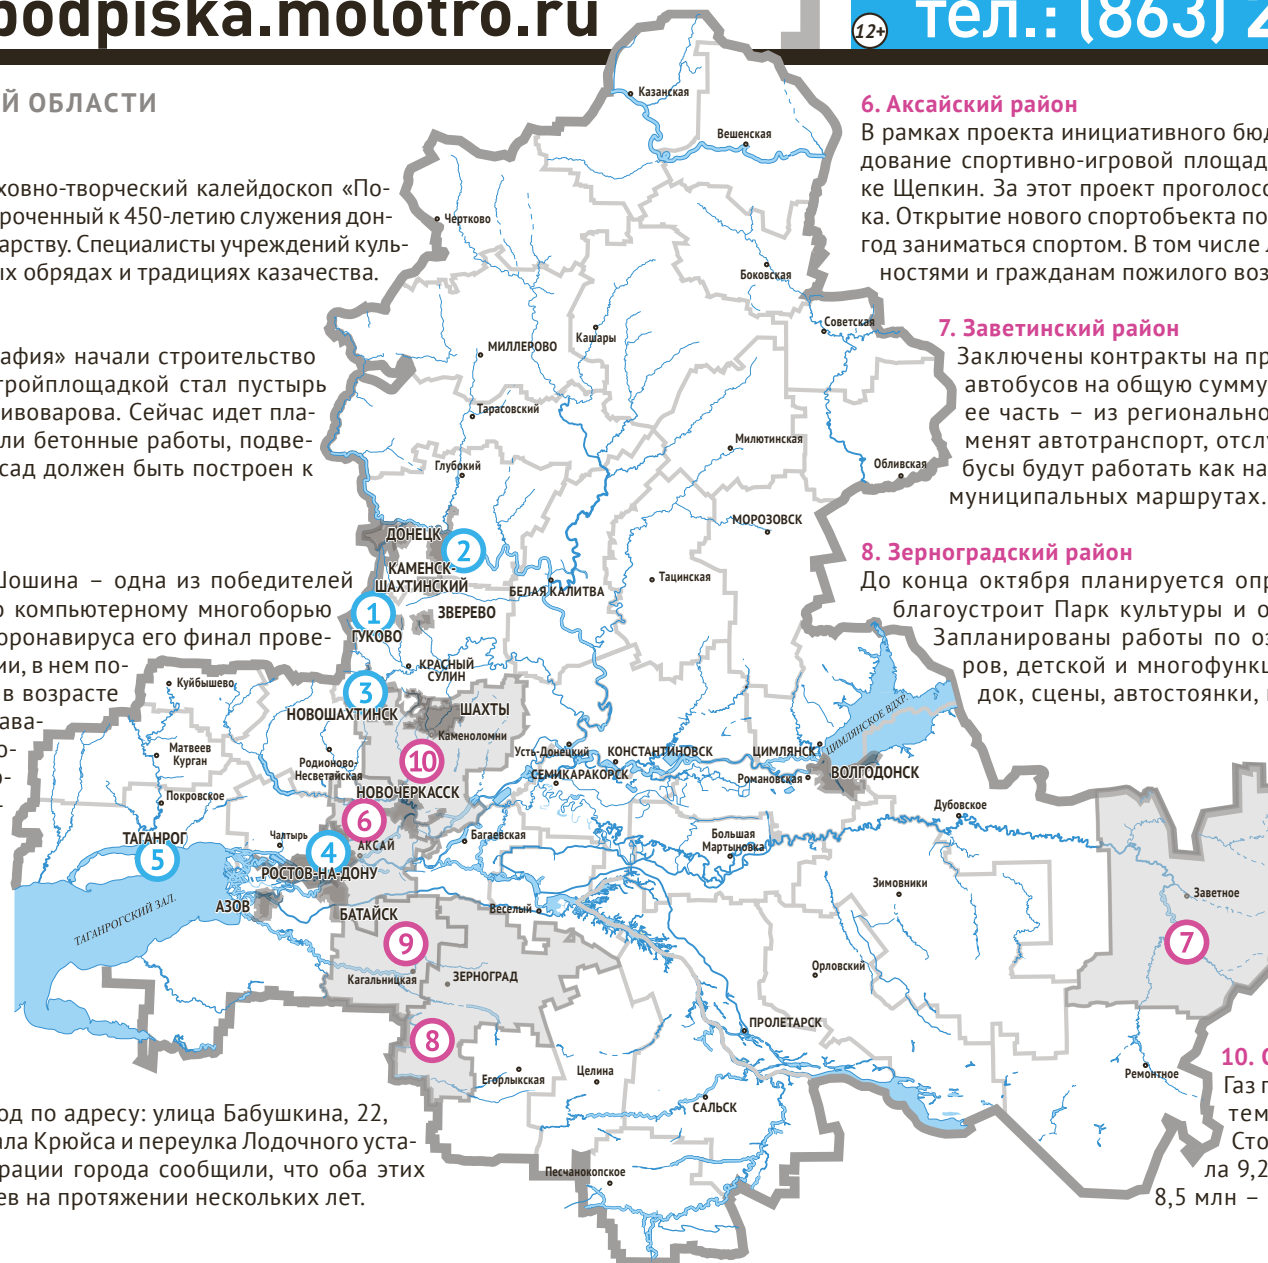 podpiska.molotro.ru
12+
тел.: (863) 2
Й ОБЛАСТИ
ховно-творческий калейдоскоп «По-
роченный к 450-летию служения дон-
арству. Специалисты учреждений куль-
ых обрядах и традициях казачества.
афия» начали строительство
тройплощадкой стал пустырь
ивоварова. Сейчас идет пла-
ли бетонные работы, подве-
сад должен быть построен к
Шошина – одна из победителей
о компьютерному многоборью
оронавируса его финал прове-
ии, в нем по-
в возрасте
ава-
о-
од по адресу: улица Бабушкина, 22,
ала Крюйса и переулка Лодочного уста-
рации города сообщили, что оба этих
ев на протяжении нескольких лет.
6. Аксайский район
В рамках проекта инициативного бюд
дование спортивно-игровой площад
ке Щепкин. За этот проект проголосо
ка. Открытие нового спортобъекта по
год заниматься спортом. В том числе л
ностями и гражданам пожилого воз
7. Заветинский район
Заключены контракты на пр
автобусов на общую сумму
ее часть – из регионально
менят автотранспорт, отслу
бусы будут работать как на
муниципальных маршрутах.
8. Зерноградский район
До конца октября планируется опр
благоустроит Парк культуры и о
Запланированы работы по оз
ров, детской и многофункц
док, сцены, автостоянки,
10. С
Газ п
тем
Сто
ла 9,2
8,5 млн –
Казанская
Вешенская
Чертково
Боковская
Советская
Кашары
МИЛЛЕРОВО
Тарасовский
Милютинская
Глубокий
Обливская
МОРОЗОВСК
ДОНЕЦК
2
КАМЕНСК-
ШАХТИНСКИЙ
Тацинская
БЕЛАЯ КАЛИТВА
1
ЗВЕРЕВО
ГУКОВО
КРАСНЫЙ
СУЛИН
Куйбышево
3
НОВОШАХТИНСК
ШАХТЫ
Каменоломни
ЦИМЛЯНСКОЕ ВДХР.
Матвеев
Курган
Родионово-
Несветайская
10
Усть-Донецкий
КОНСТАНТИНОВСК
ЦИМЛЯНСК
СЕМИКАРАКОРСК
Романовская
ВОЛГОДОНСК
Покровское
НОВОЧЕРКАССК
Дубовское
6
ТАГАНРОГ
5
Чалтырь
4
АКСАЙ
Багаевская
Большая
Мартыновка
РОСТОВ-НА-ДОНУ
Зимовники
Заветное
АЗОВ
БАТАЙСК
Веселый
ТАГАНРОГСКИЙ ЗАЛ.
9
7
Кагальницкая
ЗЕРНОГРАД
Орловский
ПРОЛЕТАРСК
8
Егорлыкская
Целина
Ремонтное
САЛЬСК
Песчанокопское